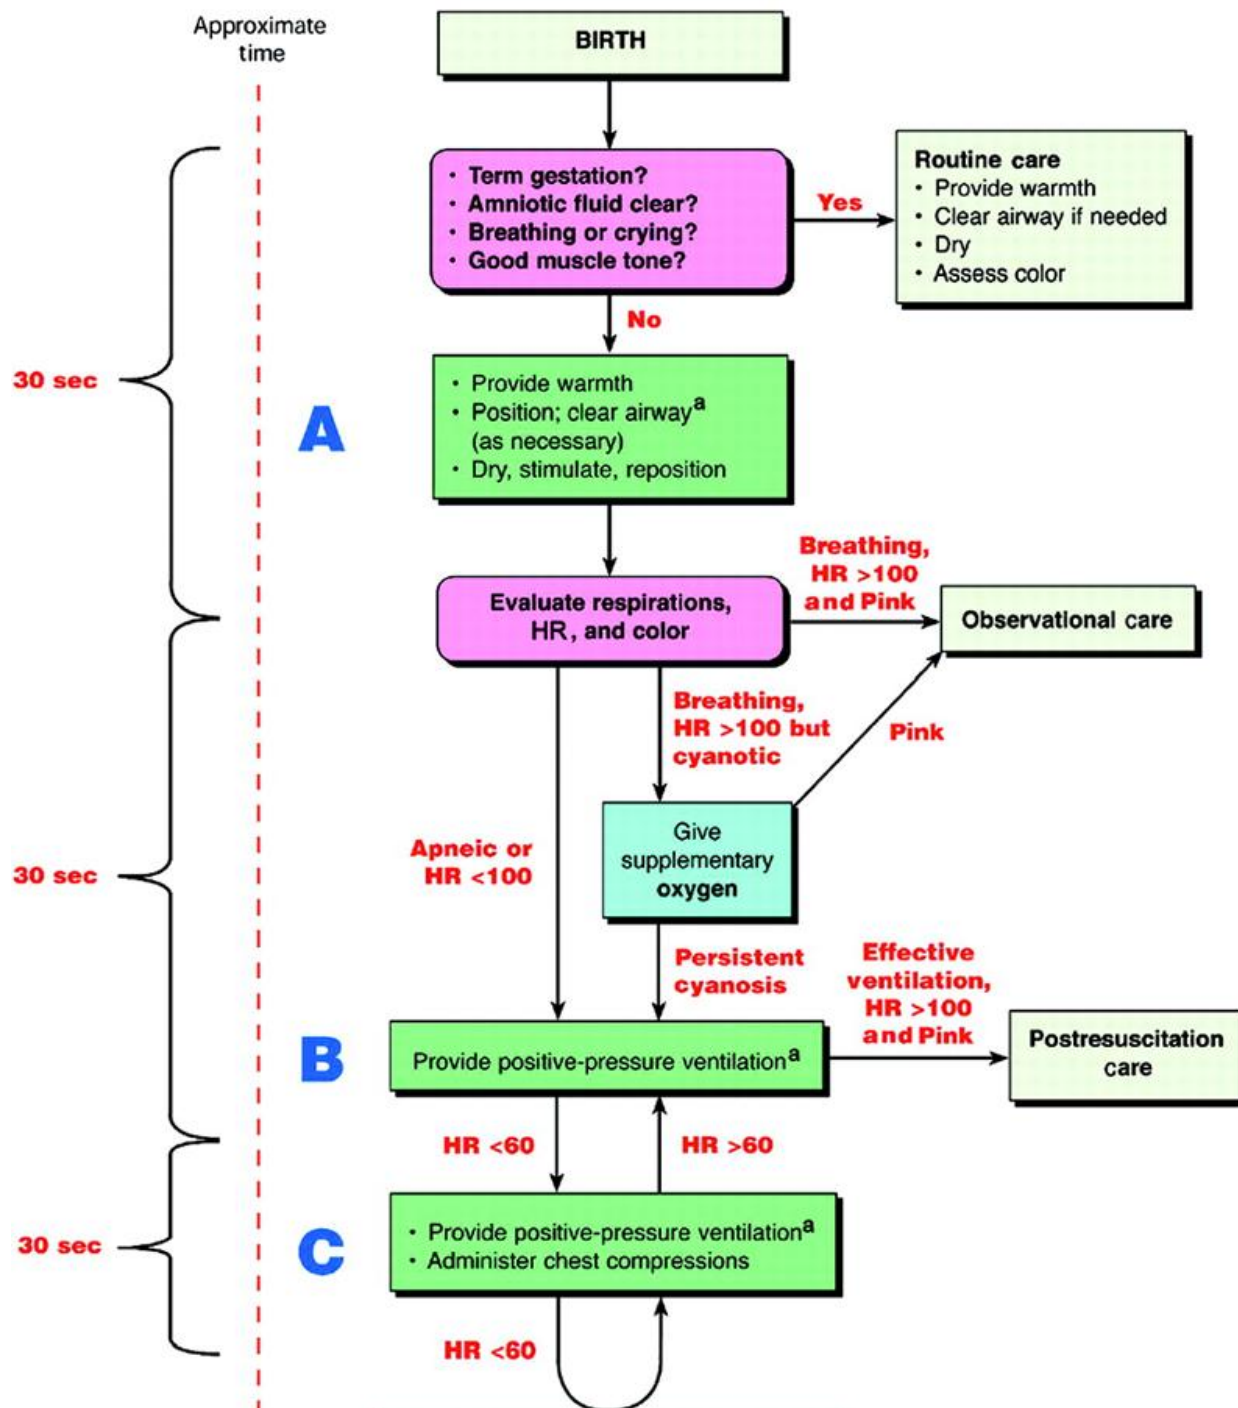 Approximate
time
BIRTH
· Term gestation?
· Amniotic fluid clear?
· Breathing or crying?
· Good muscle tone?
Yes
Routine care
· Provide warmth
· Clear airway if needed
· Dry
· Assess color
No
30 sec
A
· Provide warmth
· Position; clear airwayᵃ
(as necessary)
· Dry, stimulate, reposition
Evaluate respirations,
HR, and color
Breathing,
HR >100
and Pink
Observational care
Breathing,
HR >100 but
cyanotic
Pink
30 sec
Apneic or
HR <100
Give
supplementary
oxygen
Persistent
cyanosis
Effective
ventilation,
HR >100
and Pink
B
Provide positive-pressure ventilationᵃ
Postresuscitation
care
HR <60
HR >60
30 sec
C
· Provide positive-pressure ventilationᵃ
· Administer chest compressions
HR <60